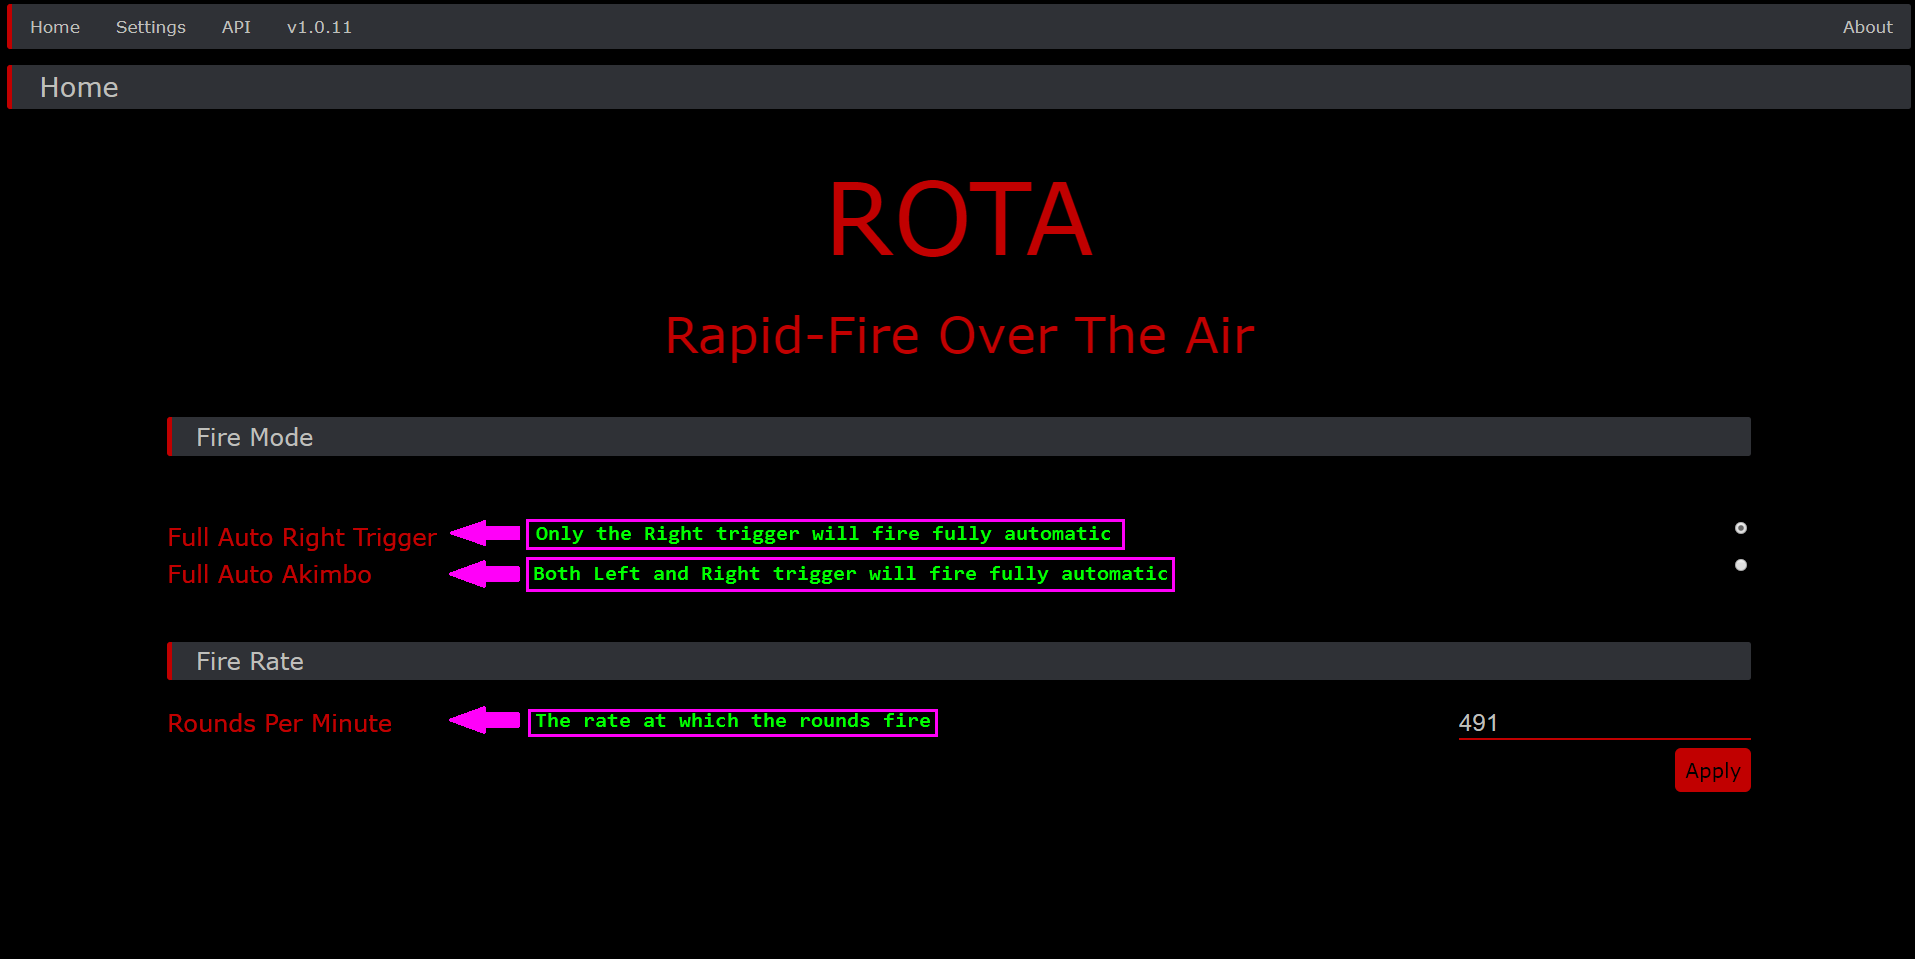 Home Settings API v1.0.11 About
Home
ROTA
Rapid-Fire Over The Air
Fire Mode
Full Auto Right Trigger Only the Right trigger will fire fully automatic
Full Auto Akimbo Both Left and Right trigger will fire fully automatic
Fire Rate
Rounds Per Minute The rate at which the rounds fire 491
Apply